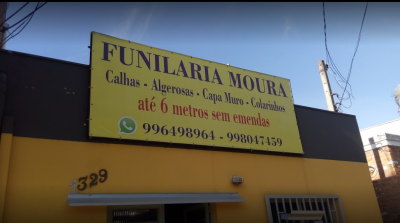 FUNILARIA MOURA
Calhas - Algerosas - Capa Muro - Colarinhos
até 6 metros sem emendas
996498964 - 998047459
329